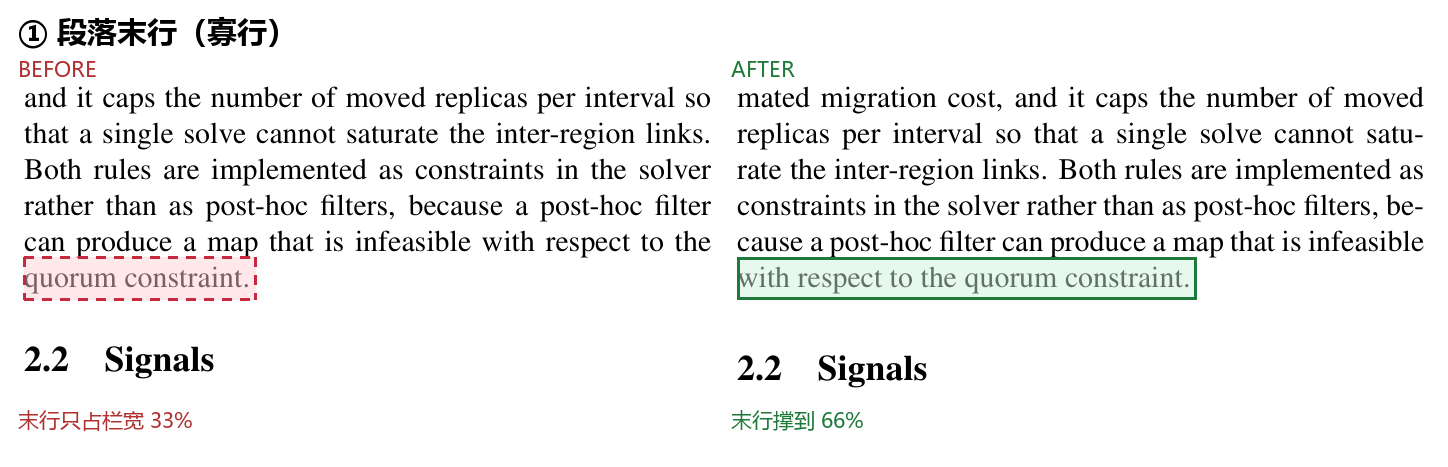 ① 段落末行（寡行）
BEFORE
and it caps the number of moved replicas per interval so
that a single solve cannot saturate the inter-region links.
Both rules are implemented as constraints in the solver
rather than as post-hoc filters, because a post-hoc filter
can produce a map that is infeasible with respect to the
quorum constraint.
2.2 Signals
末行只占栏宽 33%
AFTER
mated migration cost, and it caps the number of moved
replicas per interval so that a single solve cannot satu-
rate the inter-region links. Both rules are implemented as
constraints in the solver rather than as post-hoc filters, be-
cause a post-hoc filter can produce a map that is infeasible
with respect to the quorum constraint.
2.2 Signals
末行撑到 66%